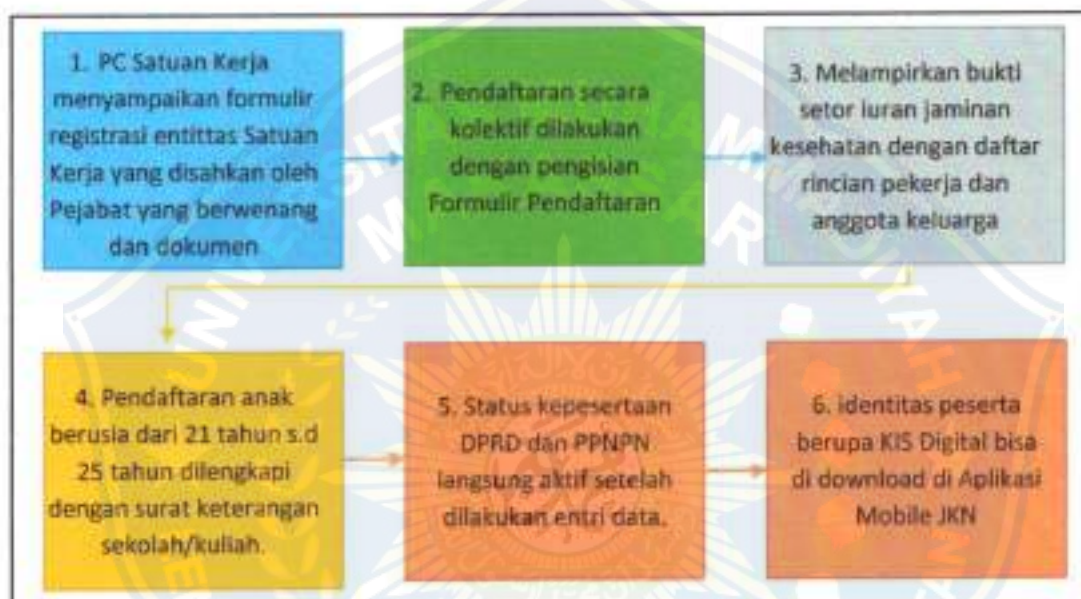 1. PC Satuan Kerja
menyampaikan formulir
registrasi entittas Satuan
Kerja yang disahkan oleh
Pejabat yang berwenang
dan dokumen
2. Pendaftaran secara
kolektif dilakukan
dengan pengisian
Formulir Pendaftaran
3. Melampirkan bukti
setor iuran jaminan
kesehatan dengan daftar
rincian pekerja dan
anggota keluarga
4. Pendaftaran anak
berusia dari 21 tahun s.d
25 tahun dilengkapi
dengan surat keterangan
sekolah/kuliah.
5. Status kepesertaan
DPRD dan PPNPN
langsung aktif setelah
dilakukan entri data.
6. identitas peserta
berupa KIS Digital bisa
di download di Aplikasi
Mobile JKN